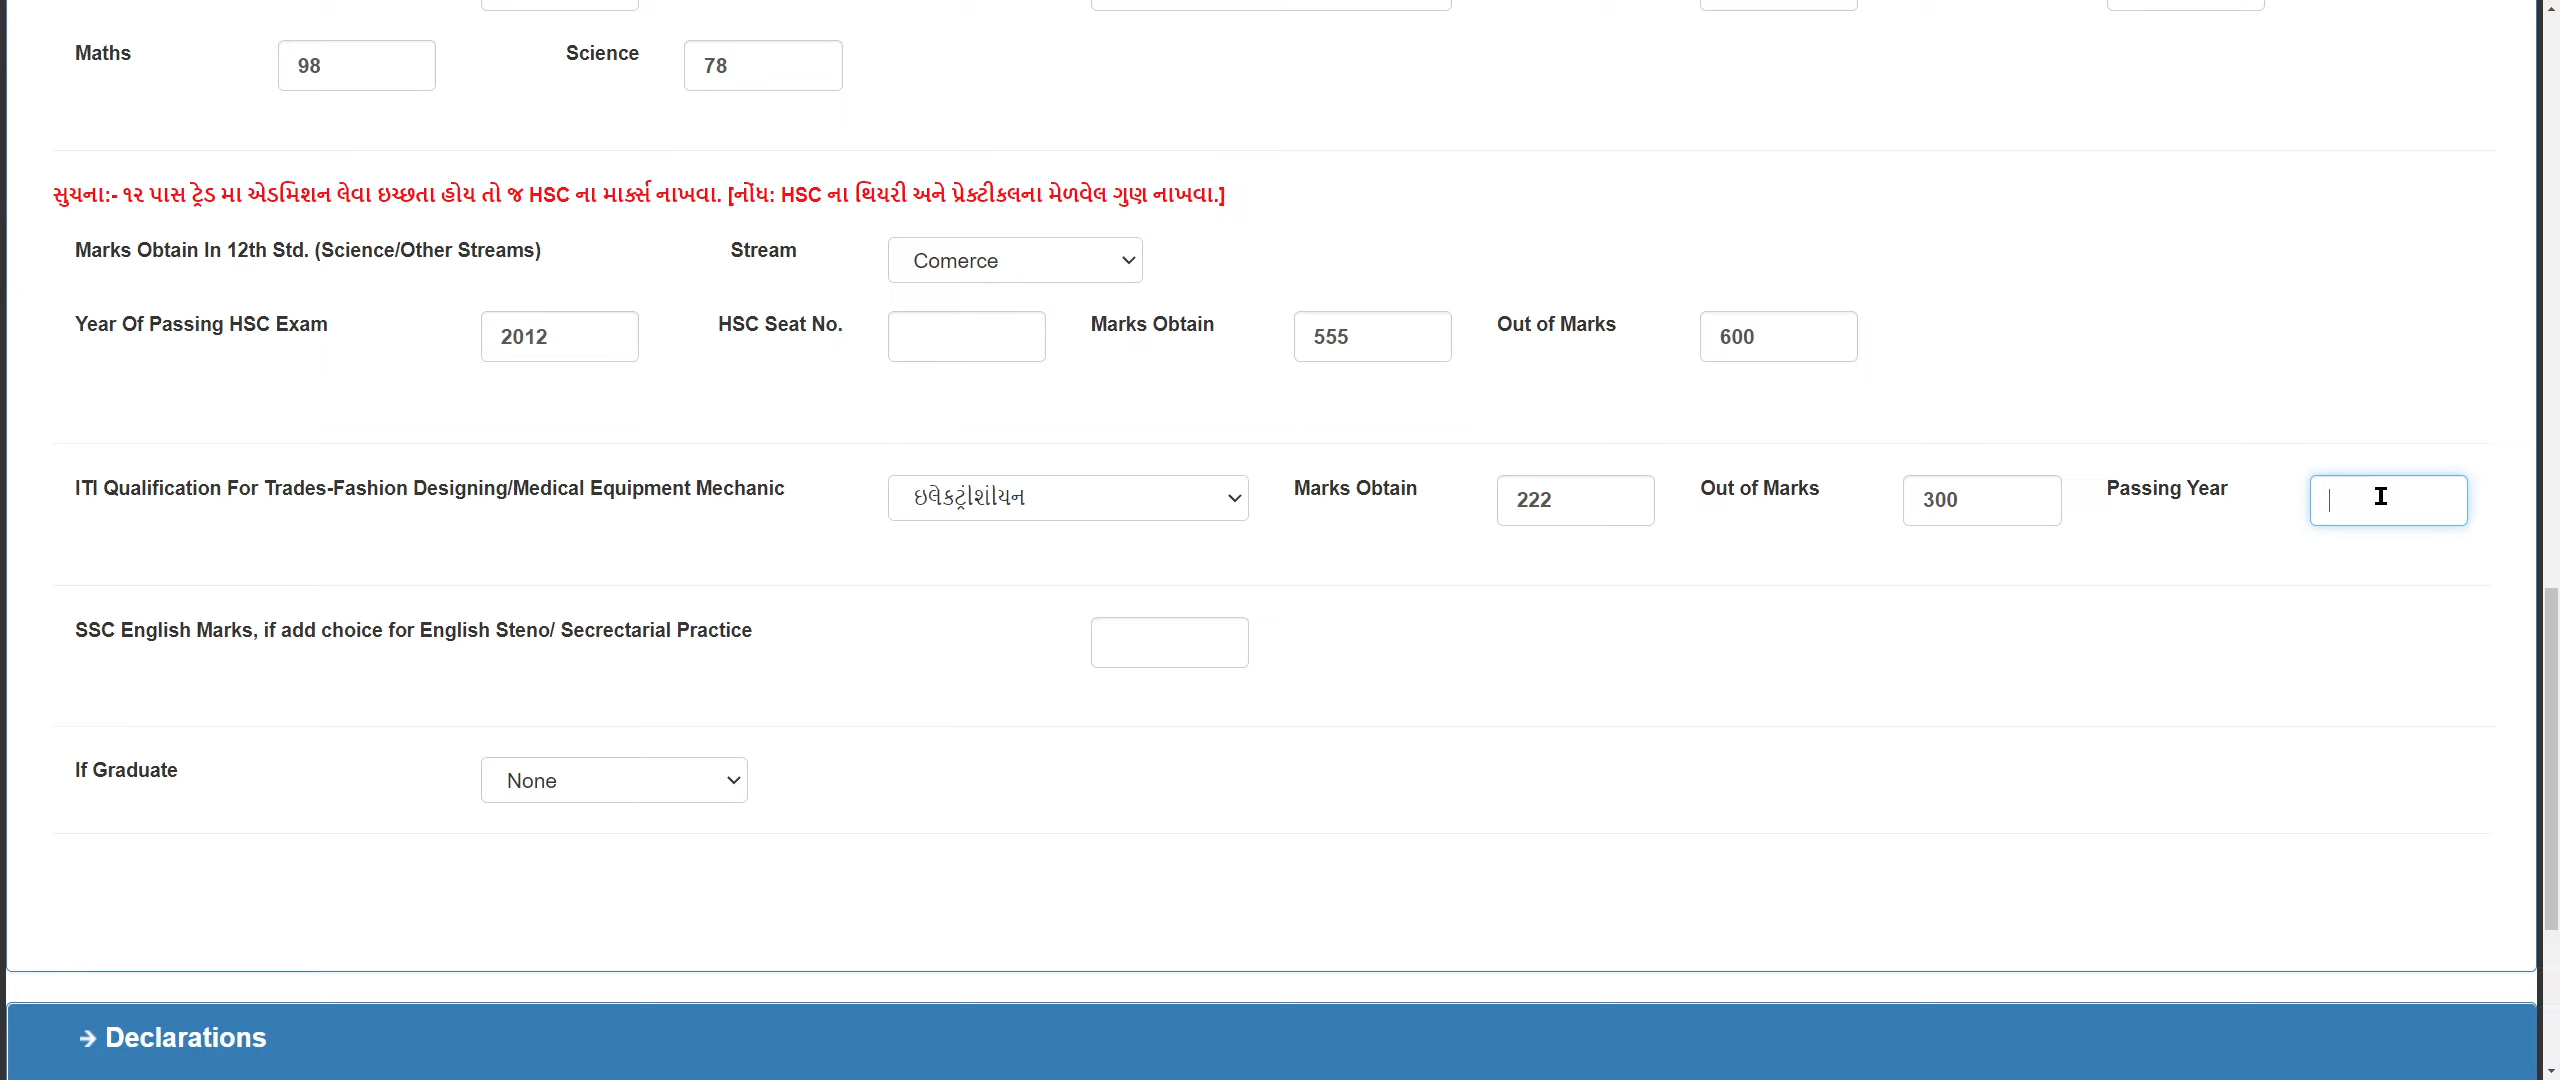 Maths 98 Science 78
સુચના:- ૧૨ પાસ ટ્રેડ મા એડમિશન લેવા ઇચ્છતા હોય તો જ HSC ના માર્ક્સ નાખવા. [નોંધ: HSC ના થિયરી અને પ્રેક્ટીકલના મેળવેલ ગુણ નાખવા.]
Marks Obtain In 12th Std. (Science/Other Streams) Stream Comerce
Year Of Passing HSC Exam 2012 HSC Seat No. Marks Obtain 555 Out of Marks 600
ITI Qualification For Trades-Fashion Designing/Medical Equipment Mechanic ઇલેકટ્રીશીયન Marks Obtain 222 Out of Marks 300 Passing Year
SSC English Marks, if add choice for English Steno/ Secrectarial Practice
If Graduate None
Declarations